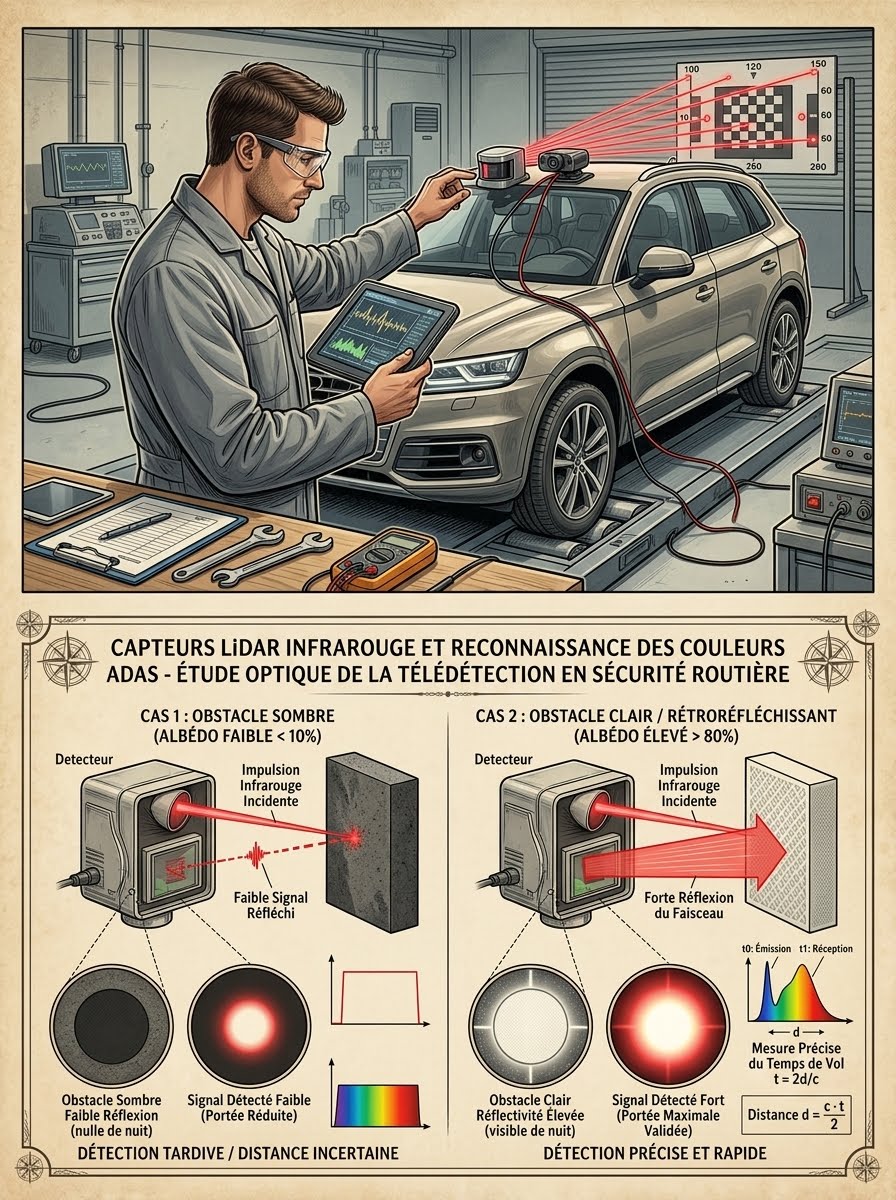 100
120
150
60
10
60
50
260
280
CAPTEURS LiDAR INFRAROUGE ET RECONNAISSANCE DES COULEURS
ADAS - ÉTUDE OPTIQUE DE LA TÉLÉDÉTECTION EN SÉCURITÉ ROUTIÈRE
CAS 1 : OBSTACLE SOMBRE
(ALBÉDO FAIBLE < 10%)
Detecteur
Impulsion
Infrarouge
Incidente
Faible Signal
Réfléchi
Obstacle Sombre
Faible Réflexion
(nulle de nuit)
Signal Détecté Faible
(Portée Réduite)
DÉTECTION TARDIVE / DISTANCE INCERTAINE
CAS 2 : OBSTACLE CLAIR / RÉTRORÉFLÉCHISSANT
(ALBÉDO ÉLEVÉ > 80%)
Detecteur
Impulsion
Infrarouge
Incidente
Forte Réflexion
du Faisceau
t0: Émission t1: Réception
d
Mesure Précise
du Temps de Vol
t = 2d/c
Obstacle Clair
Réflectivité Élevée
(visible de nuit)
Signal Détecté Fort
(Portée Maximale
Validée)
Distance d = c · t / 2
DÉTECTION PRÉCISE ET RAPIDE